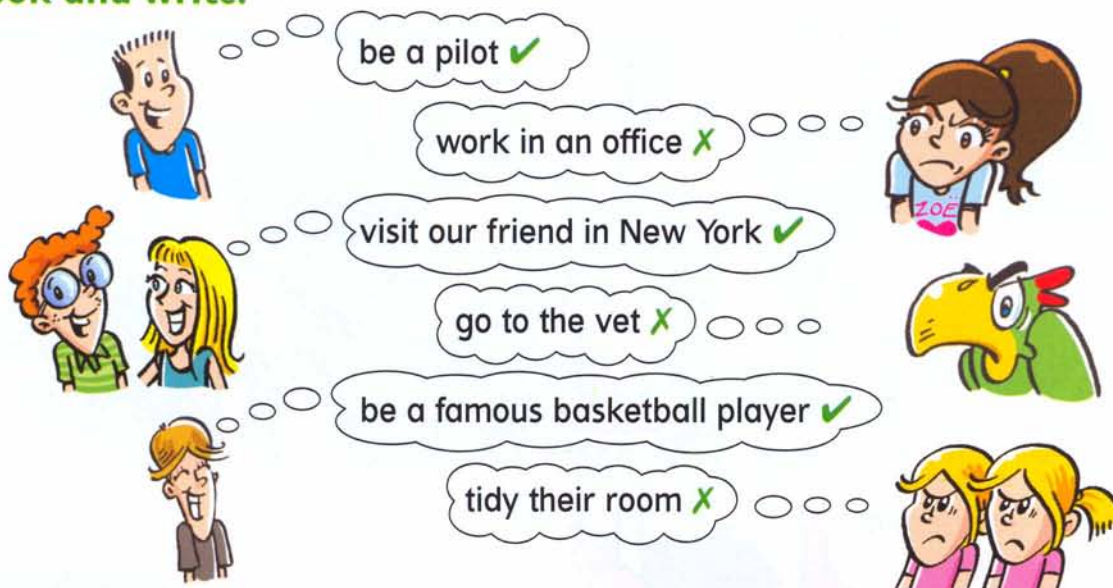 be a pilot ✔
work in an office ✗
ZOE
visit our friend in New York ✔
go to the vet ✗
be a famous basketball player ✔
tidy their room ✗